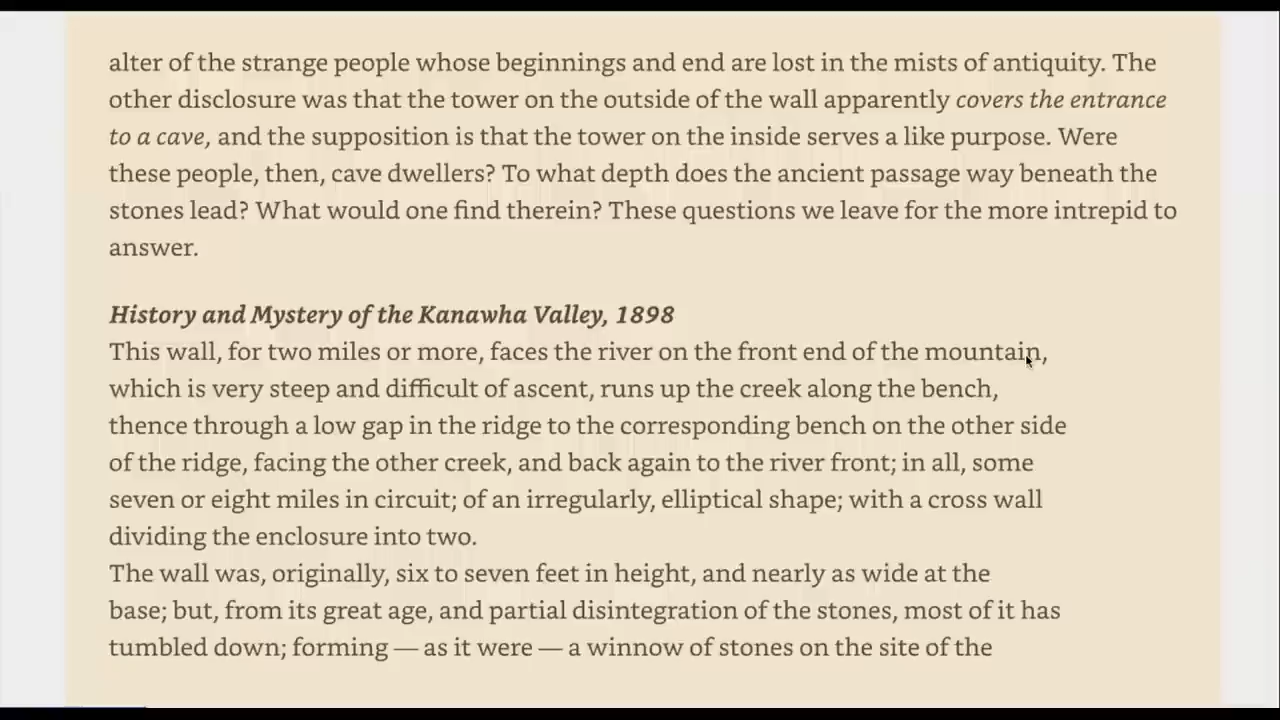 alter of the strange people whose beginnings and end are lost in the mists of antiquity. The
other disclosure was that the tower on the outside of the wall apparently covers the entrance
to a cave, and the supposition is that the tower on the inside serves a like purpose. Were
these people, then, cave dwellers? To what depth does the ancient passage way beneath the
stones lead? What would one find therein? These questions we leave for the more intrepid to
answer.
History and Mystery of the Kanawha Valley, 1898
This wall, for two miles or more, faces the river on the front end of the mountain,
which is very steep and difficult of ascent, runs up the creek along the bench,
thence through a low gap in the ridge to the corresponding bench on the other side
of the ridge, facing the other creek, and back again to the river front; in all, some
seven or eight miles in circuit; of an irregularly, elliptical shape; with a cross wall
dividing the enclosure into two.
The wall was, originally, six to seven feet in height, and nearly as wide at the
base; but, from its great age, and partial disintegration of the stones, most of it has
tumbled down; forming — as it were — a winnow of stones on the site of the